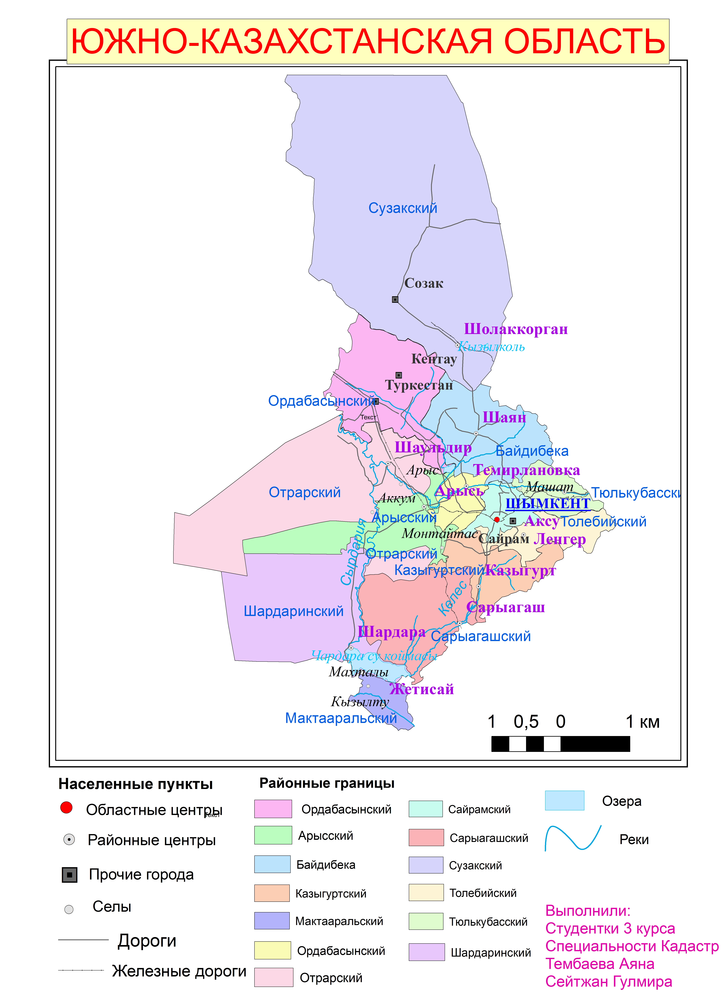 ЮЖНО-КАЗАХСТАНСКАЯ ОБЛАСТЬ
Сузакский
Созак
Шолаккорган
Кызылколь
Кентау
Туркестан
Ордабасынский
Текст
Шаян
Шаульдир
Байдибека
Арыс
Темирлановка
Машат
Отрарский
Арысь
Тюлькубасски
Аккум
ШЫМКЕНТ
Арысский
Аксу
Толебийский
Монтайтас
Сайрам
Ленгер
Сырдария
Отрарский
Казыгуртский
Казыгурт
Келес
Шардаринский
Сарыагаш
Шардара
Сарыагашский
Чардара су коймасы
Махталы
Жетисай
Кызылту
Мактааральский
1 0,5 0 1 км
Населенные пункты
Областные центры
Текст
Районные центры
Прочие города
Селы
Дороги
Железные дороги
Районные границы
Ордабасынский
Арысский
Байдибека
Казыгуртский
Мактааральский
Ордабасынский
Отрарский
Сайрамский
Сарыагашский
Сузакский
Толебийский
Тюлькубасский
Шардаринский
Озера
Реки
Выполнили:
Студентки 3 курса
Специальности Кадастр
Тембаева Аяна
Сейтжан Гулмира